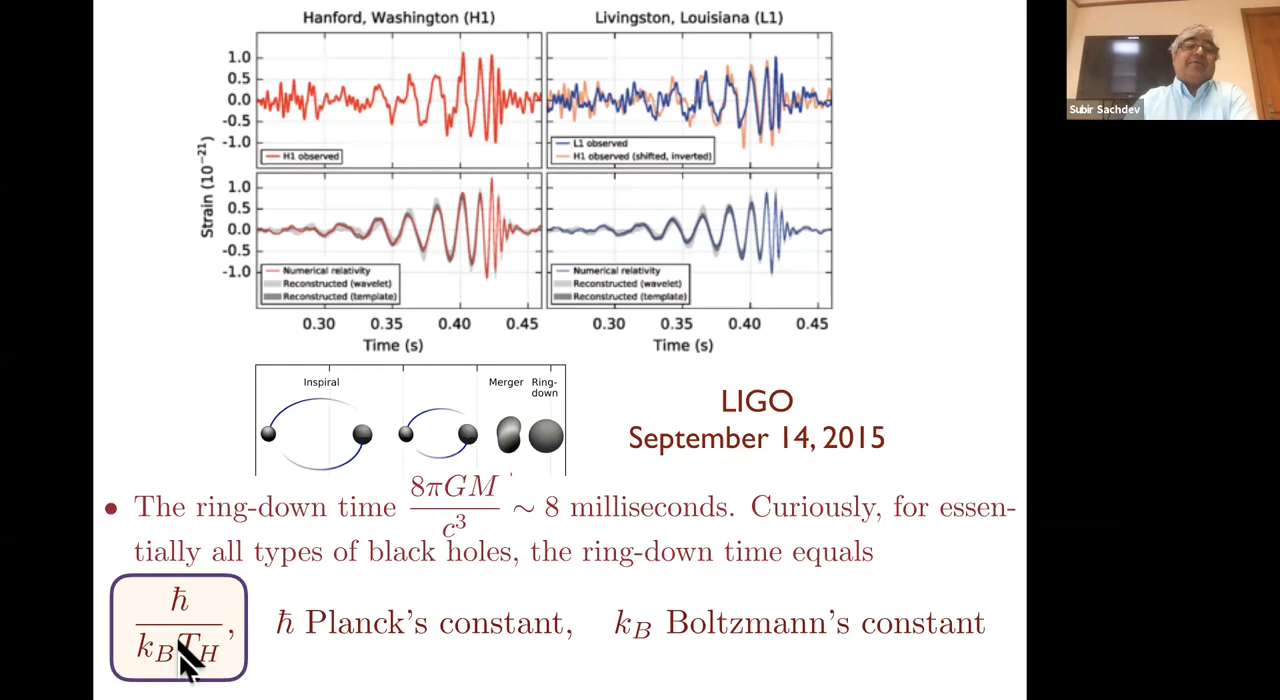 Hanford, Washington (H1)
Livingston, Louisiana (L1)
Subir Sachdev
Strain (10⁻²¹)
1.0
0.5
0.0
-0.5
-1.0
H1 observed
L1 observed
H1 observed (shifted, inverted)
1.0
0.5
0.0
-0.5
-1.0
Numerical relativity
Reconstructed (wavelet)
Reconstructed (template)
Numerical relativity
Reconstructed (wavelet)
Reconstructed (template)
0.30 0.35 0.40 0.45
0.30 0.35 0.40 0.45
Time (s)
Time (s)
Inspiral
Merger
Ring-
down
LIGO
September 14, 2015
• The ring-down time 8πGM/c³ ∼ 8 milliseconds. Curiously, for essen-
tially all types of black holes, the ring-down time equals
ℏ/k_B T_H, ℏ Planck's constant, k_B Boltzmann's constant